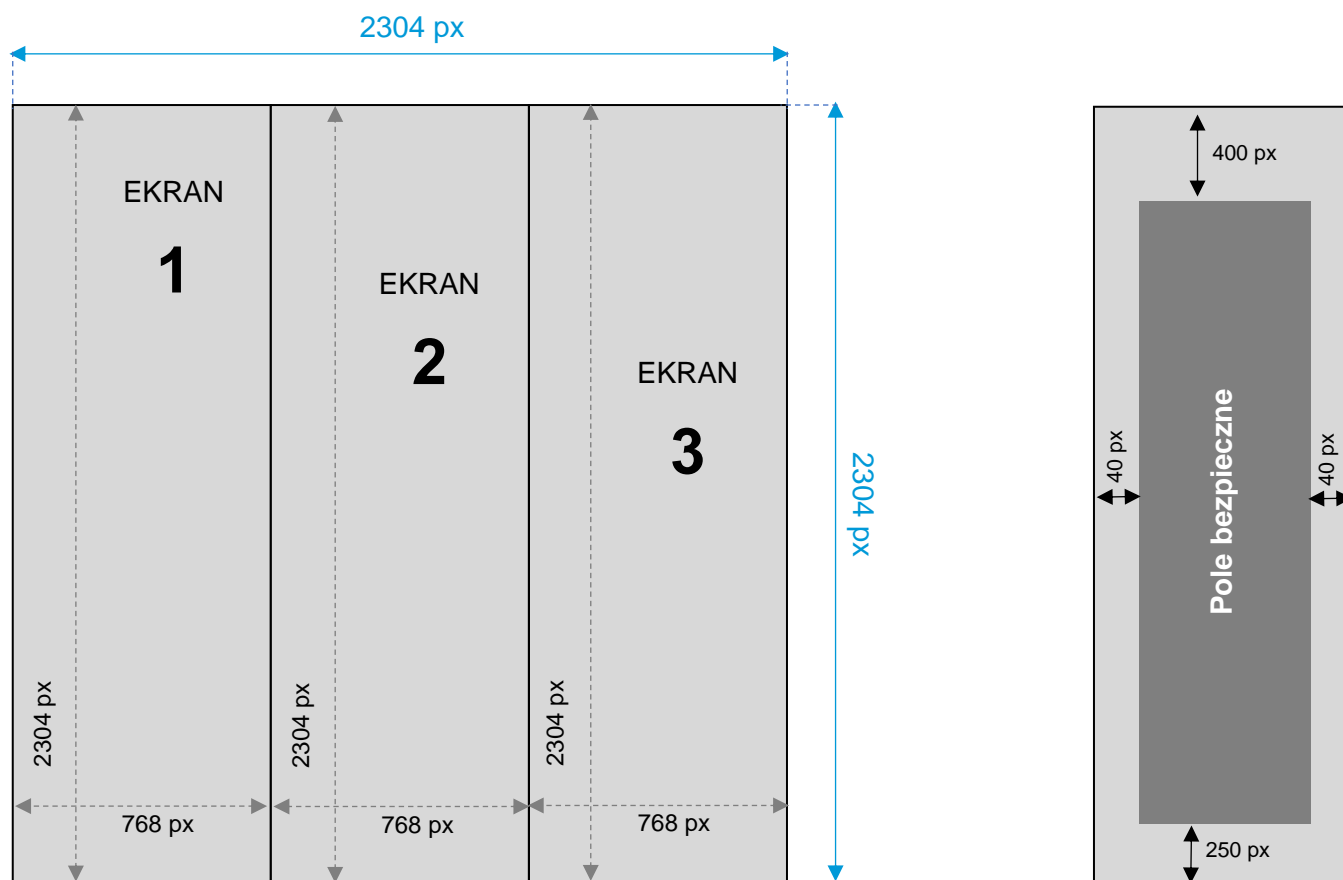 2304 px
EKRAN
1
EKRAN
2
EKRAN
3
2304 px
2304 px
2304 px
2304 px
768 px
768 px
768 px
400 px
40 px
Pole bezpieczne
40 px
250 px